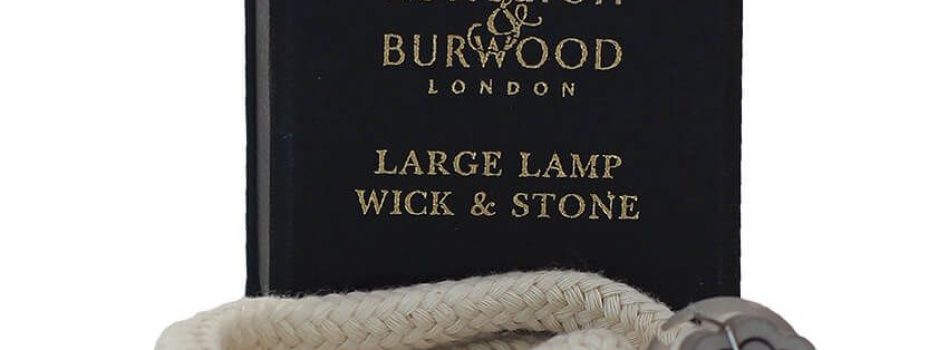 &
BURWOOD
LONDON
LARGE LAMP
WICK & STONE